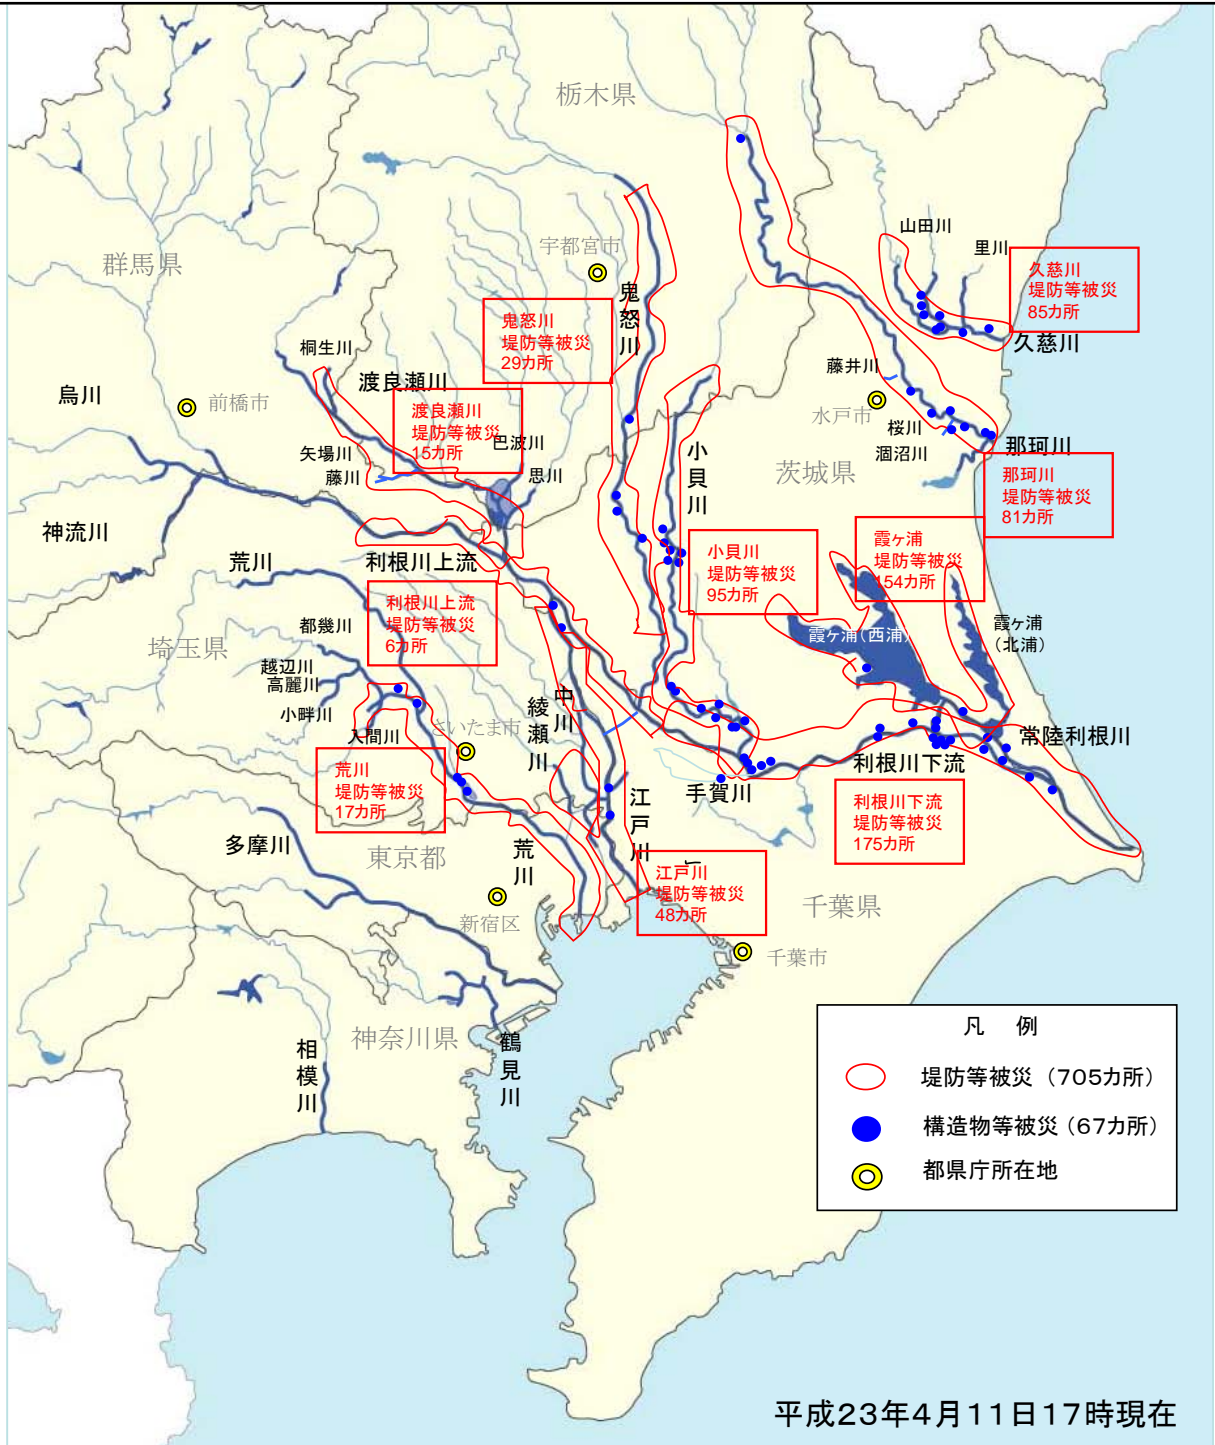 栃木県
山田川
里川
宇都宮市
群馬県
久慈川
堤防等被災
85カ所
鬼怒川
鬼怒川
堤防等被災
29カ所
久慈川
桐生川
藤井川
渡良瀬川
烏川
前橋市
水戸市
渡良瀬川
堤防等被災
15カ所
巴波川
桜川
那珂川
矢場川
小貝川
涸沼川
藤川
思川
茨城県
那珂川
堤防等被災
81カ所
神流川
荒川
利根川上流
小貝川
堤防等被災
95カ所
霞ヶ浦
堤防等被災
154カ所
利根川上流
堤防等被災
6カ所
都幾川
霞ヶ浦(西浦)
霞ヶ浦
(北浦)
埼玉県
越辺川
高麗川
小畔川
中川
綾瀬川
さいたま市
入間川
常陸利根川
荒川
堤防等被災
17カ所
利根川下流
手賀川
江戸川
利根川下流
堤防等被災
175カ所
多摩川
東京都
荒川
江戸川
堤防等被災
48カ所
新宿区
千葉県
千葉市
神奈川県
相模川
鶴見川
凡 例
堤防等被災 (705カ所)
構造物等被災 (67カ所)
都県庁所在地
平成23年4月11日17時現在